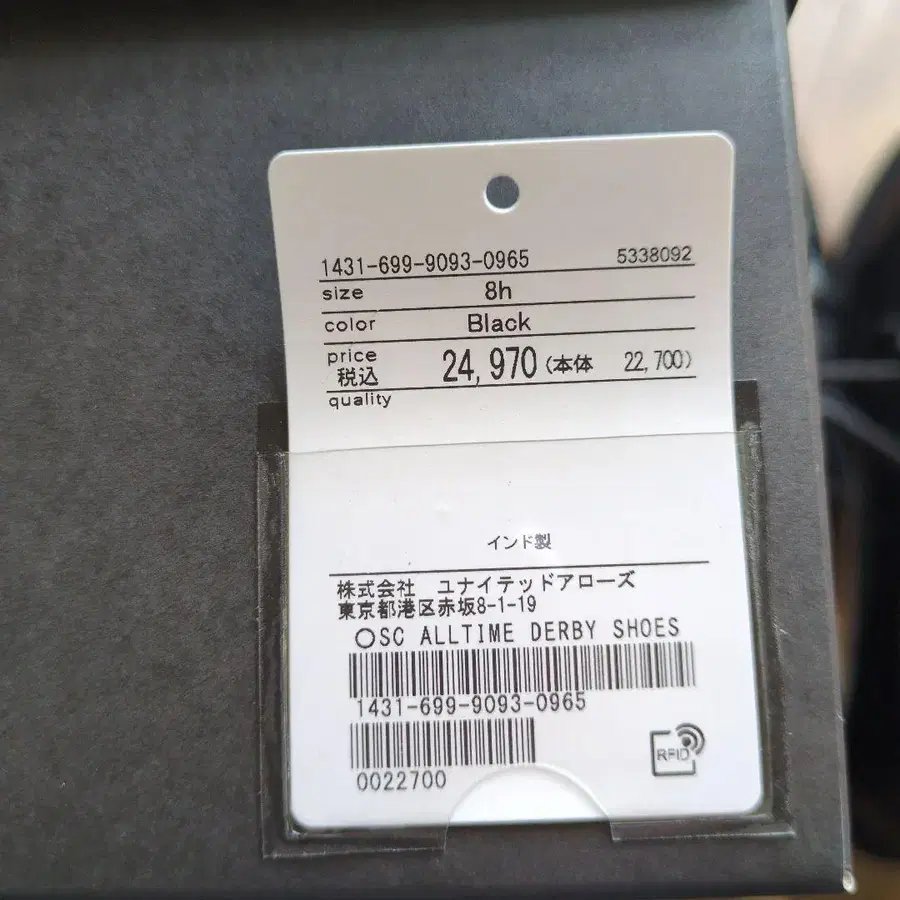 1431-699-9093-0965 5338092
size 8h
color Black
price
税込 24,970 (本体 22,700)
quality
インド製
株式会社 ユナイテッドアローズ
東京都港区赤坂8-1-19
○SC ALLTIME DERBY SHOES
1431-699-9093-0965
0022700
RFID